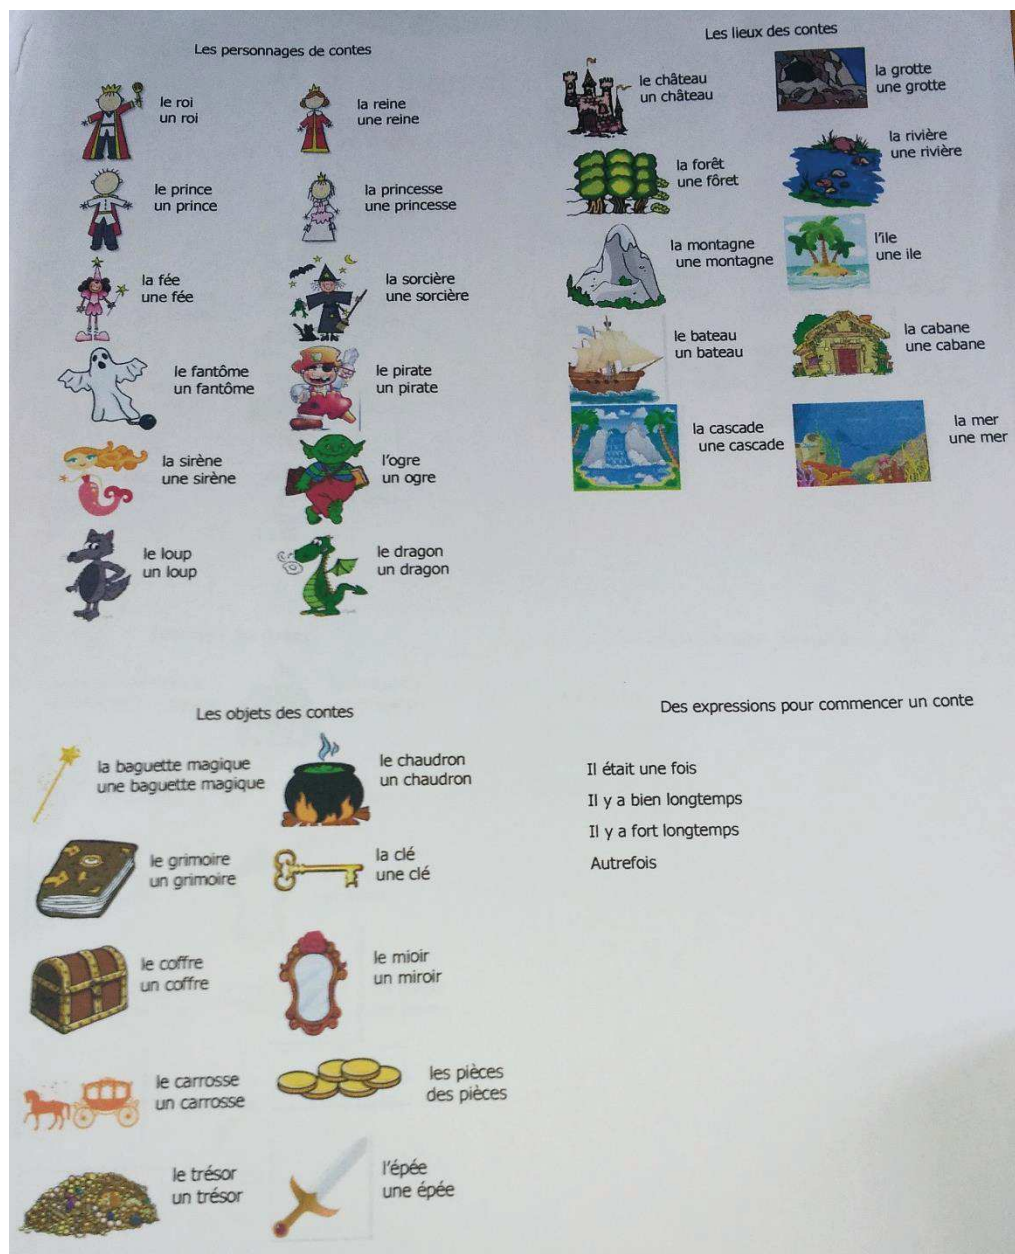 Les personnages de contes
le roi
un roi
la reine
une reine
le prince
un prince
la princesse
une princesse
la fée
une fée
la sorcière
une sorcière
le fantôme
un fantôme
le pirate
un pirate
la sirène
une sirène
l'ogre
un ogre
le loup
un loup
le dragon
un dragon
Les lieux des contes
le château
un château
la grotte
une grotte
la forêt
une fôret
la rivière
une rivière
la montagne
une montagne
l'ile
une ile
le bateau
un bateau
la cabane
une cabane
la cascade
une cascade
la mer
une mer
Les objets des contes
la baguette magique
une baguette magique
le chaudron
un chaudron
le grimoire
un grimoire
la clé
une clé
le coffre
un coffre
le mioir
un miroir
le carrosse
un carrosse
les pièces
des pièces
le trésor
un trésor
l'épée
une épée
Des expressions pour commencer un conte
Il était une fois
Il y a bien longtemps
Il y a fort longtemps
Autrefois